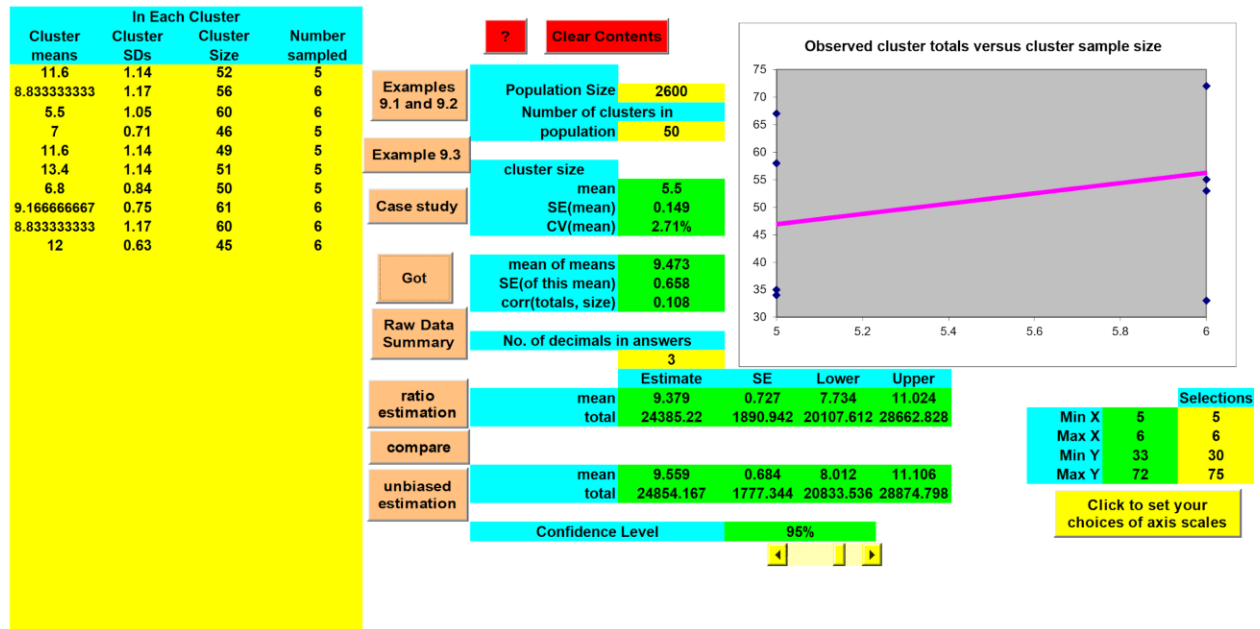 In Each Cluster
Cluster Cluster Cluster Number
means SDs Size sampled
11.6 1.14 52 5
8.833333333 1.17 56 6
5.5 1.05 60 6
7 0.71 46 5
11.6 1.14 49 5
13.4 1.14 51 5
6.8 0.84 50 5
9.166666667 0.75 61 6
8.833333333 1.17 60 6
12 0.63 45 6
Examples
9.1 and 9.2
Example 9.3
Case study
Got
Raw Data
Summary
ratio
estimation
compare
unbiased
estimation
?
Clear Contents
Population Size 2600
Number of clusters in
population 50
cluster size
mean 5.5
SE(mean) 0.149
CV(mean) 2.71%
mean of means 9.473
SE(of this mean) 0.658
corr(totals, size) 0.108
No. of decimals in answers
3
Estimate SE Lower Upper
mean 9.379 0.727 7.734 11.024
total 24385.22 1890.942 20107.612 28662.828
mean 9.559 0.684 8.012 11.106
total 24854.167 1777.344 20833.536 28874.798
Confidence Level 95%
Observed cluster totals versus cluster sample size
75
70
65
60
55
50
45
40
35
30
5 5.2 5.4 5.6 5.8 6
Selections
Min X 5 5
Max X 6 6
Min Y 33 30
Max Y 72 75
Click to set your
choices of axis scales